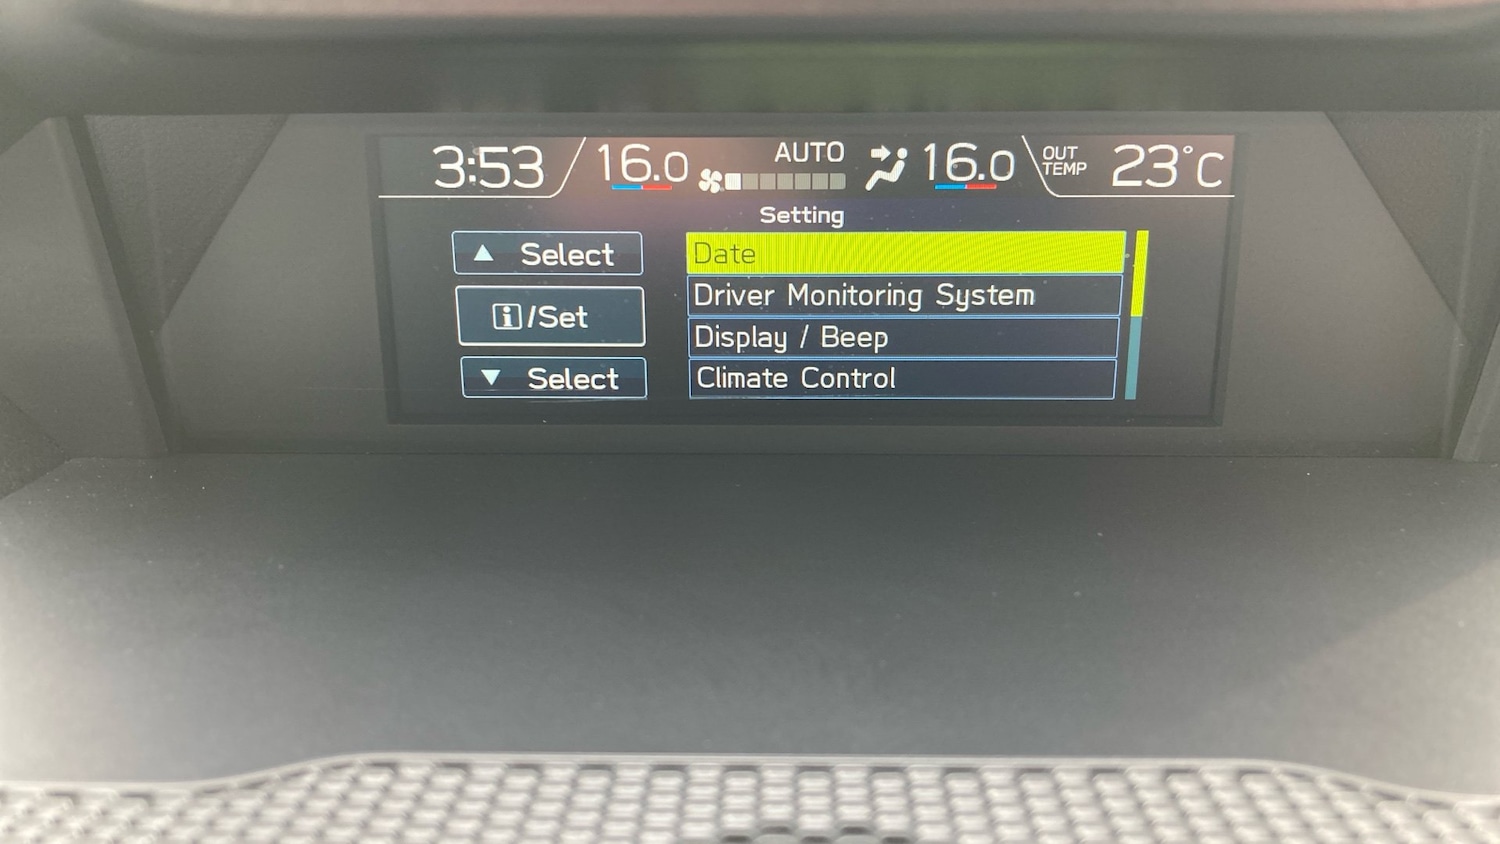 3:53 16.0 AUTO 16.0 OUT TEMP 23°C
Setting
▲ Select
i/Set
▼ Select
Date
Driver Monitoring System
Display / Beep
Climate Control